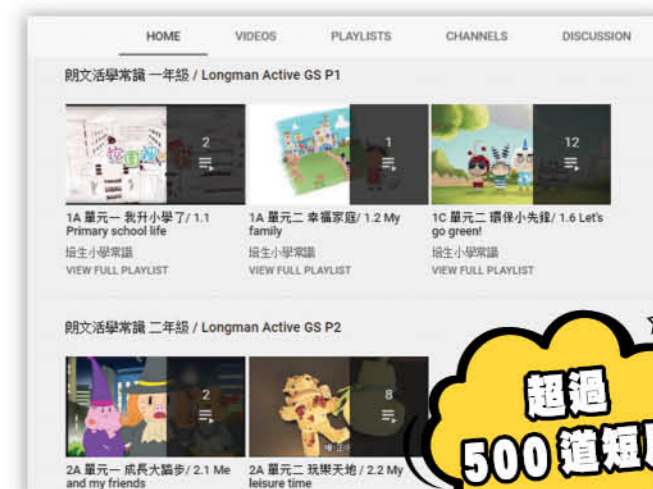 HOME VIDEOS PLAYLISTS CHANNELS DISCUSSION
朗文活學常識 一年級 / Longman Active GS P1
2
1
12
1A 單元一 我升小學了/ 1.1
Primary school life
培生小學常識
VIEW FULL PLAYLIST
1A 單元二 幸福家庭/ 1.2 My
family
培生小學常識
VIEW FULL PLAYLIST
1C 單元二 環保小先鋒/ 1.6 Let's
go green!
培生小學常識
VIEW FULL PLAYLIST
朗文活學常識 二年級 / Longman Active GS P2
2
8
2A 單元一 成長大踏步/ 2.1 Me
and my friends
2A 單元二 玩樂天地 / 2.2 My
leisure time
超過
500 道短